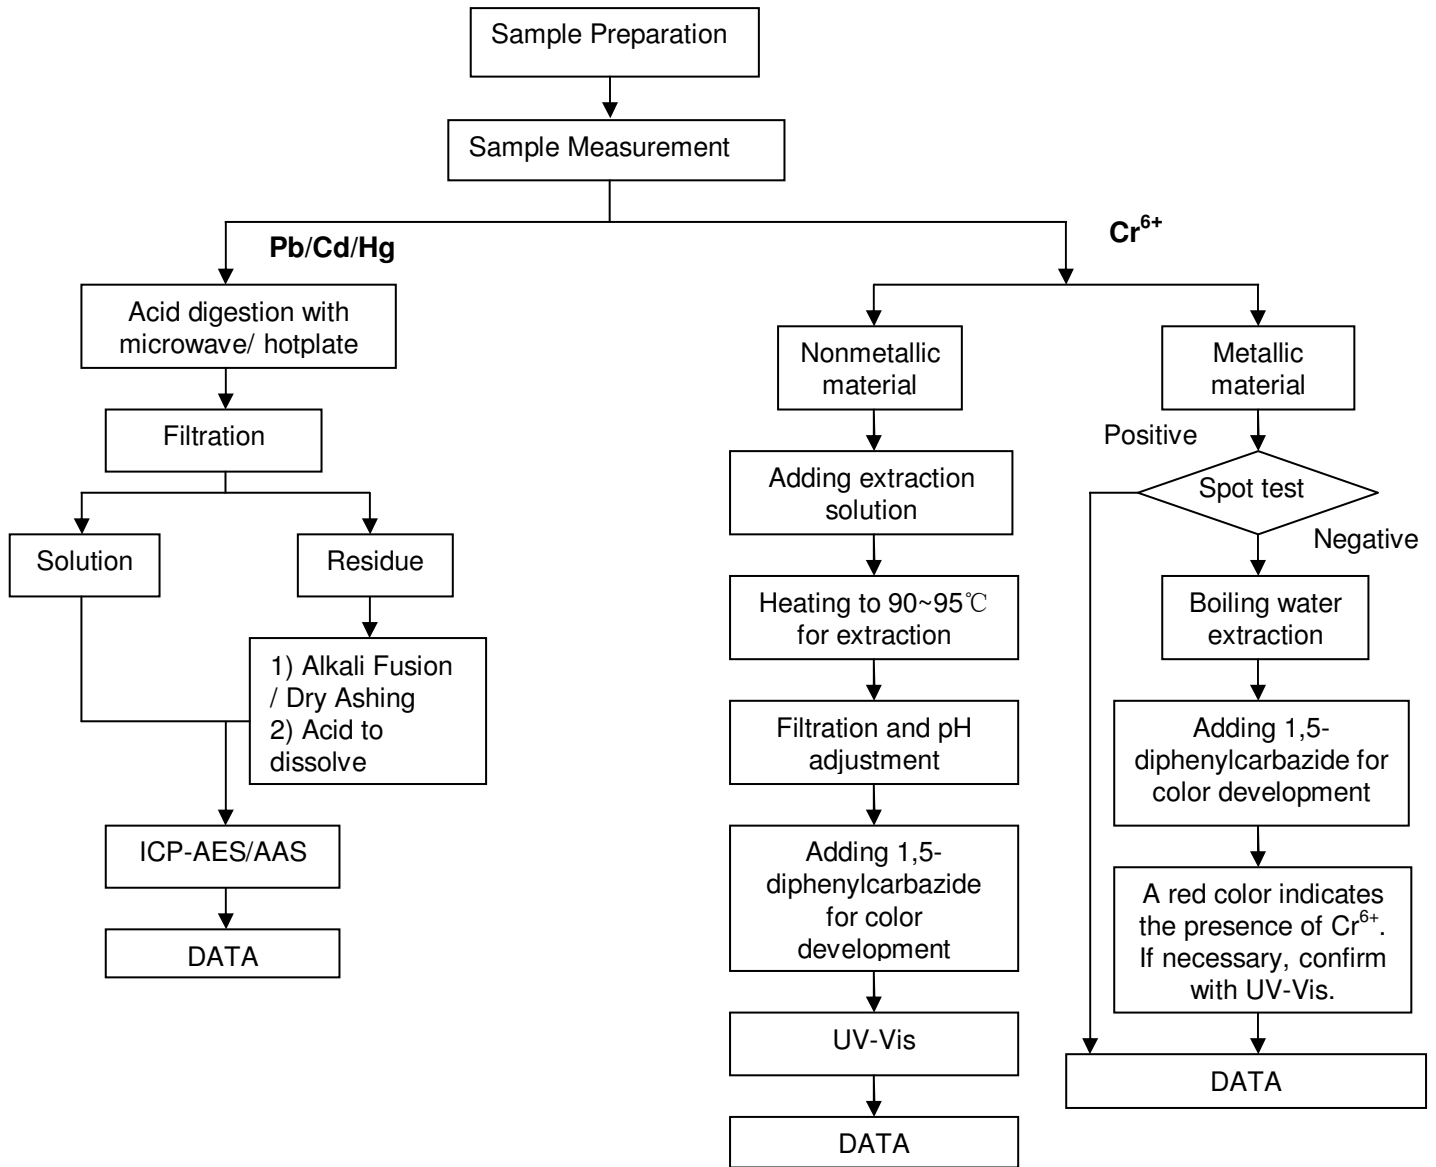 Sample Preparation
Sample Measurement
Pb/Cd/Hg
Cr⁶⁺
Acid digestion with
microwave/ hotplate
Filtration
Solution
Residue
1) Alkali Fusion
/ Dry Ashing
2) Acid to
dissolve
ICP-AES/AAS
DATA
Nonmetallic
material
Adding extraction
solution
Heating to 90~95℃
for extraction
Filtration and pH
adjustment
Adding 1,5-
diphenylcarbazide
for color
development
UV-Vis
DATA
Metallic
material
Positive
Spot test
Negative
Boiling water
extraction
Adding 1,5-
diphenylcarbazide for
color development
A red color indicates
the presence of Cr⁶⁺.
If necessary, confirm
with UV-Vis.
DATA